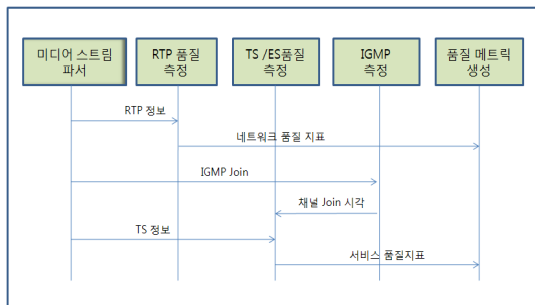 미디어 스트림
파서
RTP 품질
측정
TS /ES품질
측정
IGMP
측정
품질 메트릭
생성
RTP 정보
네트워크 품질 지표
IGMP Join
채널 Join 시각
TS 정보
서비스 품질지표